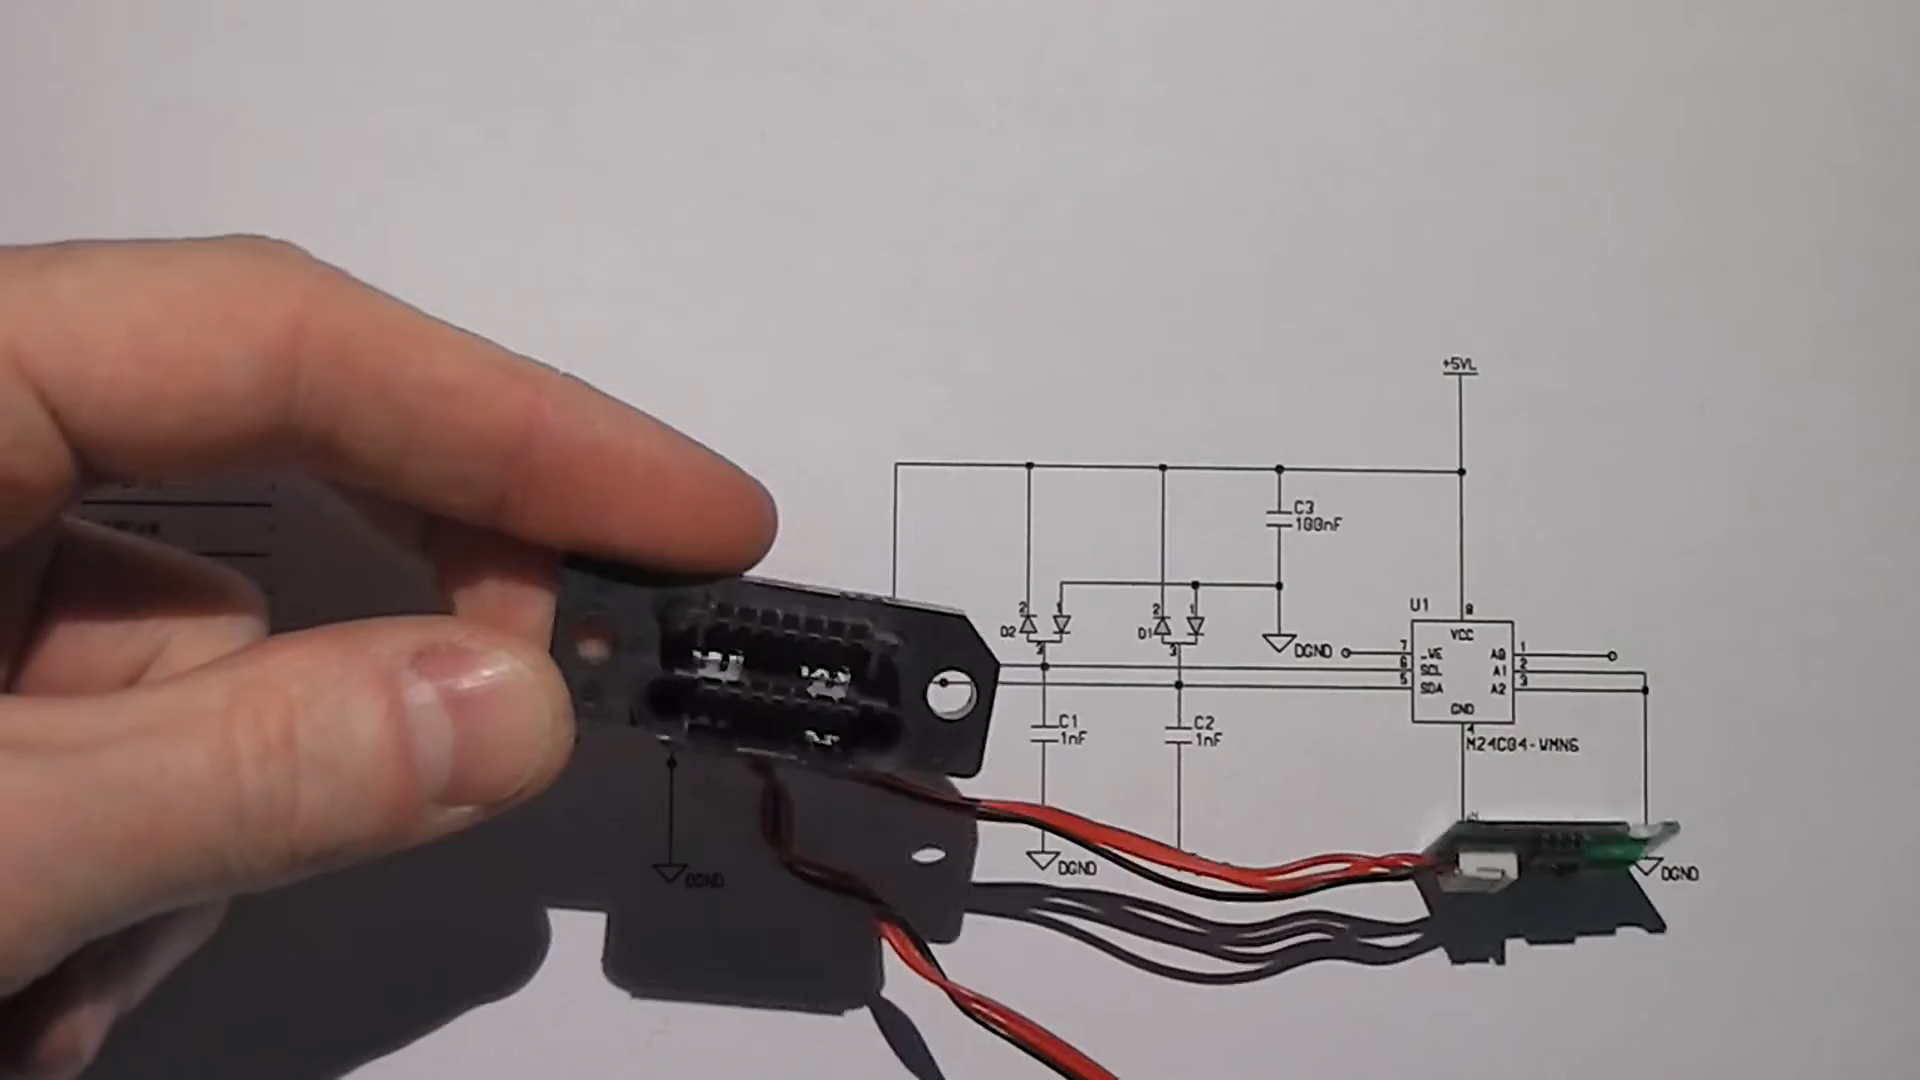 +5VL
C3
100nF
2
1
2
1
U1
8
D2
3
D1
3
DGND
7
_WE
VCC
A0
1
6
SCL
A1
2
5
SDA
A2
3
GND
4
C1
1nF
C2
1nF
M24C04-WMN6
DGND
DGND
DGND